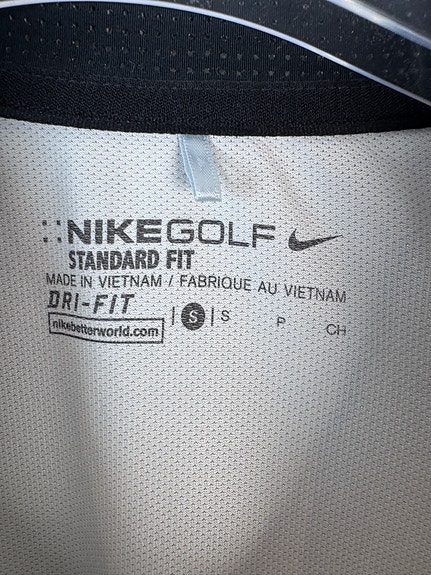 NIKEGOLF
STANDARD FIT
MADE IN VIETNAM / FABRIQUE AU VIETNAM
DRI-FIT
nikebetterworld.com | S | S P CH